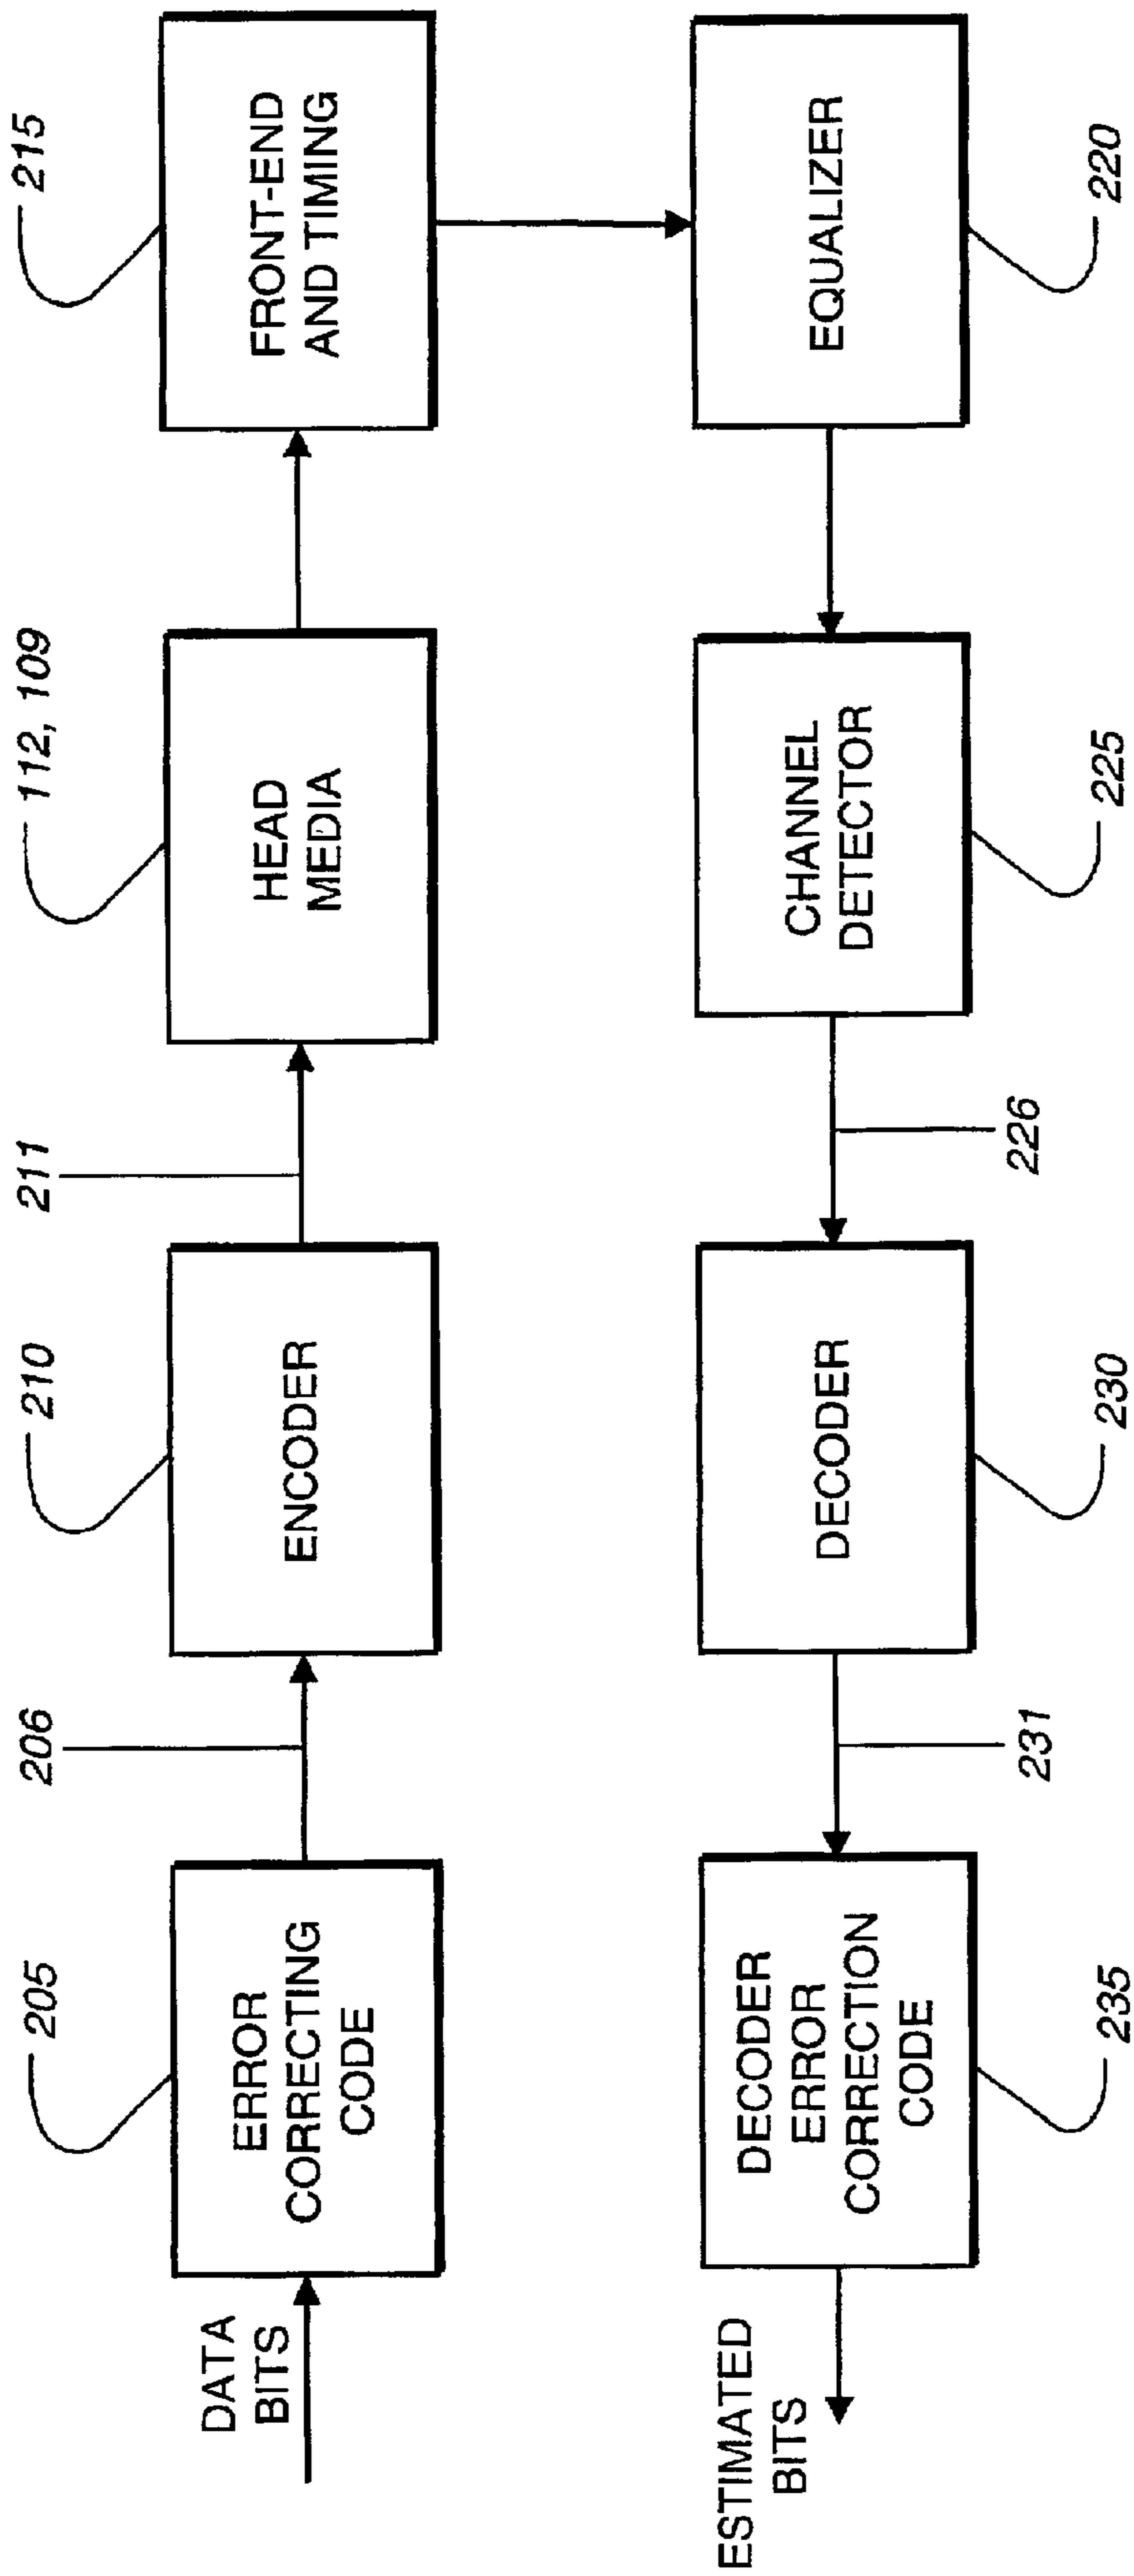 DATA
BITS
205
ERROR
CORRECTING
CODE
206
210
ENCODER
211
112, 109
HEAD
MEDIA
215
FRONT-END
AND TIMING
EQUALIZER
220
CHANNEL
DETECTOR
225
226
DECODER
230
231
DECODER
ERROR
CORRECTION
CODE
235
ESTIMATED
BITS